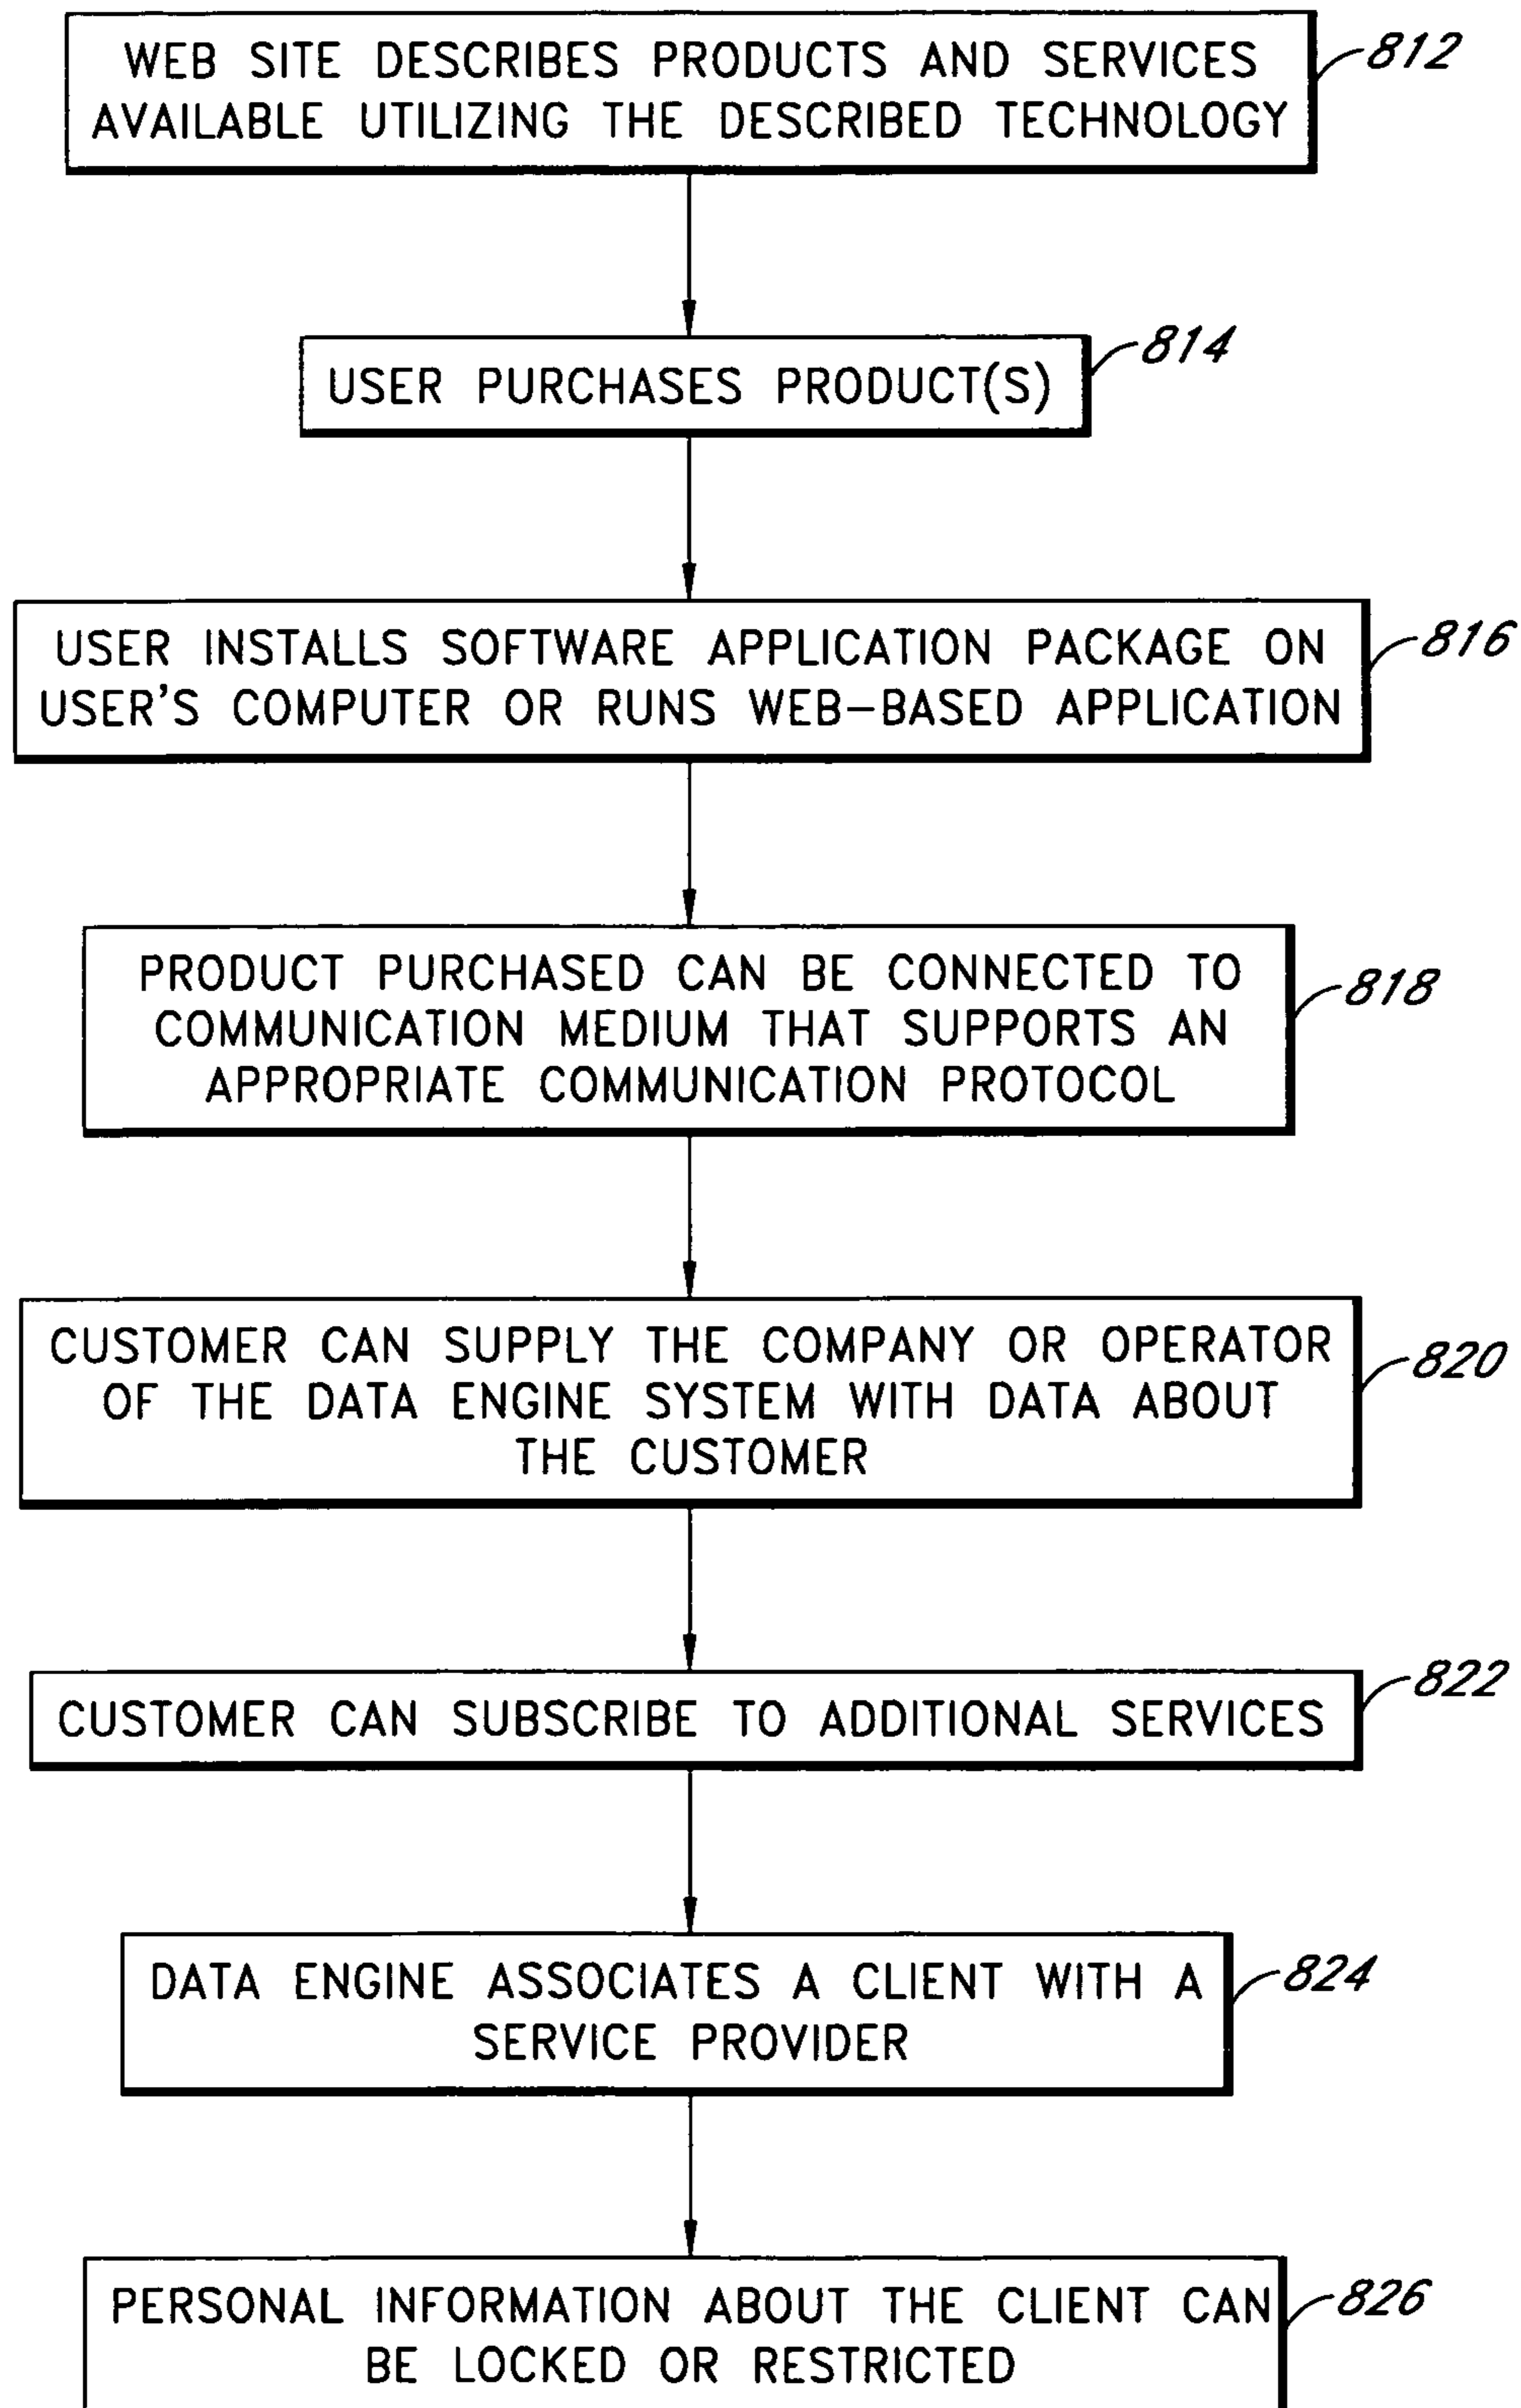 WEB SITE DESCRIBES PRODUCTS AND SERVICES
AVAILABLE UTILIZING THE DESCRIBED TECHNOLOGY
812
USER PURCHASES PRODUCT(S)
814
USER INSTALLS SOFTWARE APPLICATION PACKAGE ON
USER'S COMPUTER OR RUNS WEB-BASED APPLICATION
816
PRODUCT PURCHASED CAN BE CONNECTED TO
COMMUNICATION MEDIUM THAT SUPPORTS AN
APPROPRIATE COMMUNICATION PROTOCOL
818
CUSTOMER CAN SUPPLY THE COMPANY OR OPERATOR
OF THE DATA ENGINE SYSTEM WITH DATA ABOUT
THE CUSTOMER
820
CUSTOMER CAN SUBSCRIBE TO ADDITIONAL SERVICES
822
DATA ENGINE ASSOCIATES A CLIENT WITH A
SERVICE PROVIDER
824
PERSONAL INFORMATION ABOUT THE CLIENT CAN
BE LOCKED OR RESTRICTED
826